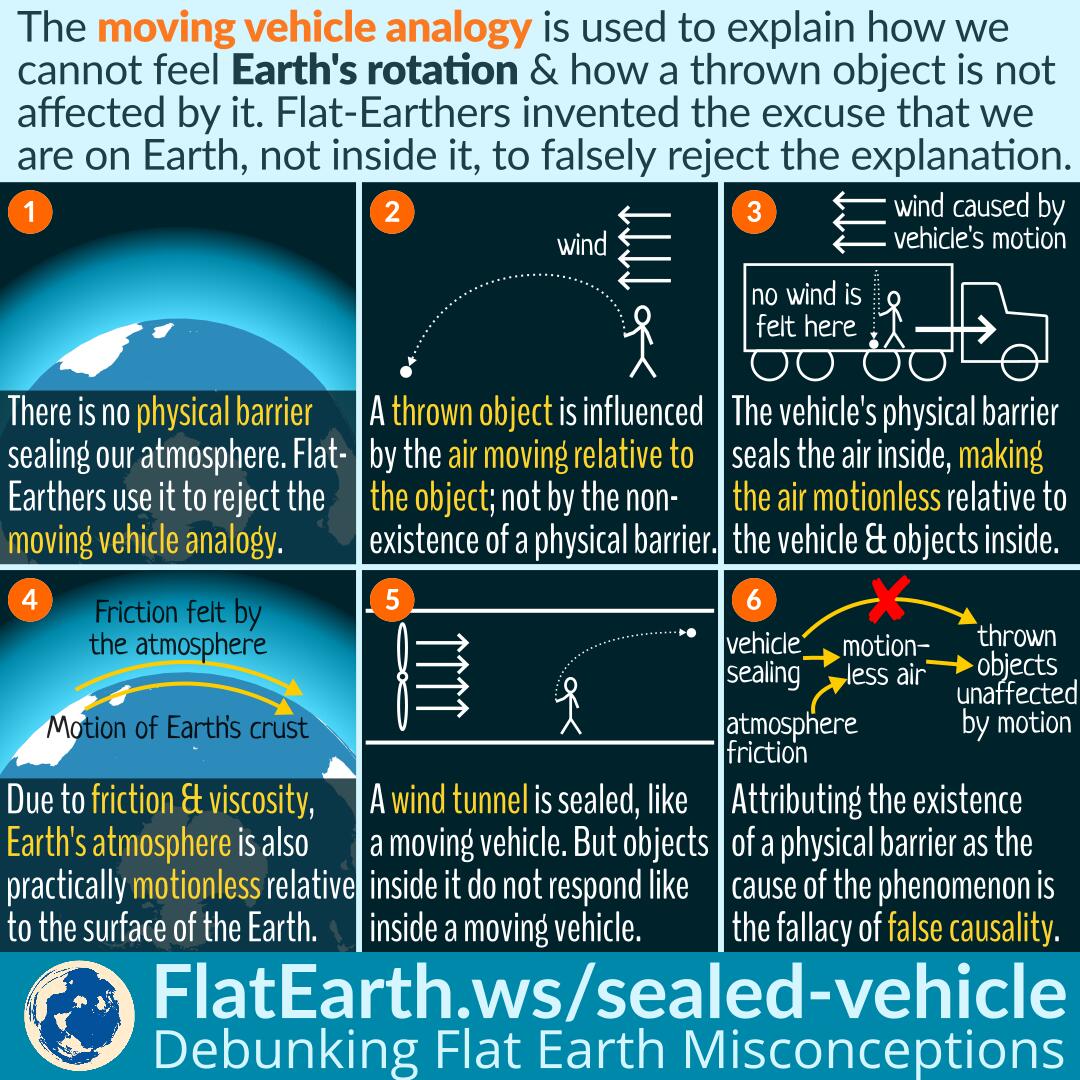 The moving vehicle analogy is used to explain how we
cannot feel Earth's rotation & how a thrown object is not
affected by it. Flat-Earthers invented the excuse that we
are on Earth, not inside it, to falsely reject the explanation.
1
There is no physical barrier
sealing our atmosphere. Flat-
Earthers use it to reject the
moving vehicle analogy.
2
wind
A thrown object is influenced
by the air moving relative to
the object; not by the non-
existence of a physical barrier.
3
wind caused by
vehicle's motion
no wind is
felt here
The vehicle's physical barrier
seals the air inside, making
the air motionless relative to
the vehicle & objects inside.
4
Friction felt by
the atmosphere
Motion of Earth's crust
Due to friction & viscosity,
Earth's atmosphere is also
practically motionless relative
to the surface of the Earth.
5
A wind tunnel is sealed, like
a moving vehicle. But objects
inside it do not respond like
inside a moving vehicle.
6
vehicle
sealing
motion-
less air
thrown
objects
unaffected
by motion
atmosphere
friction
Attributing the existence
of a physical barrier as the
cause of the phenomenon is
the fallacy of false causality.
FlatEarth.ws/sealed-vehicle
Debunking Flat Earth Misconceptions